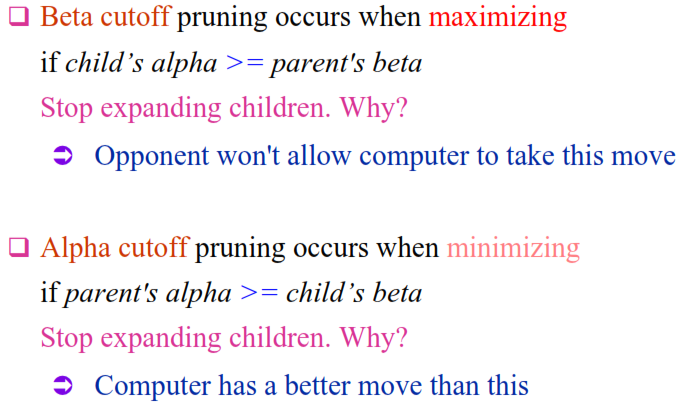 ❑ Beta cutoff pruning occurs when maximizing
if child’s alpha >= parent's beta
Stop expanding children. Why?
➲ Opponent won't allow computer to take this move
❑ Alpha cutoff pruning occurs when minimizing
if parent's alpha >= child’s beta
Stop expanding children. Why?
➲ Computer has a better move than this